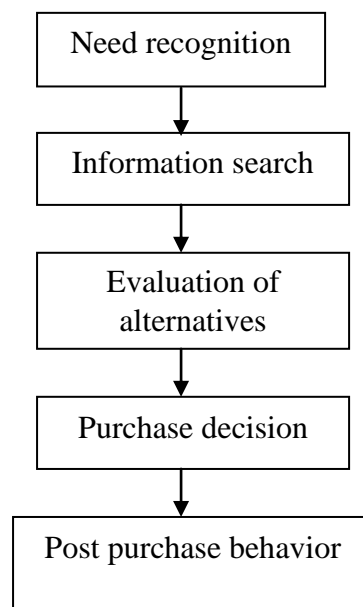 Need recognition
Information search
Evaluation of
alternatives
Purchase decision
Post purchase behavior